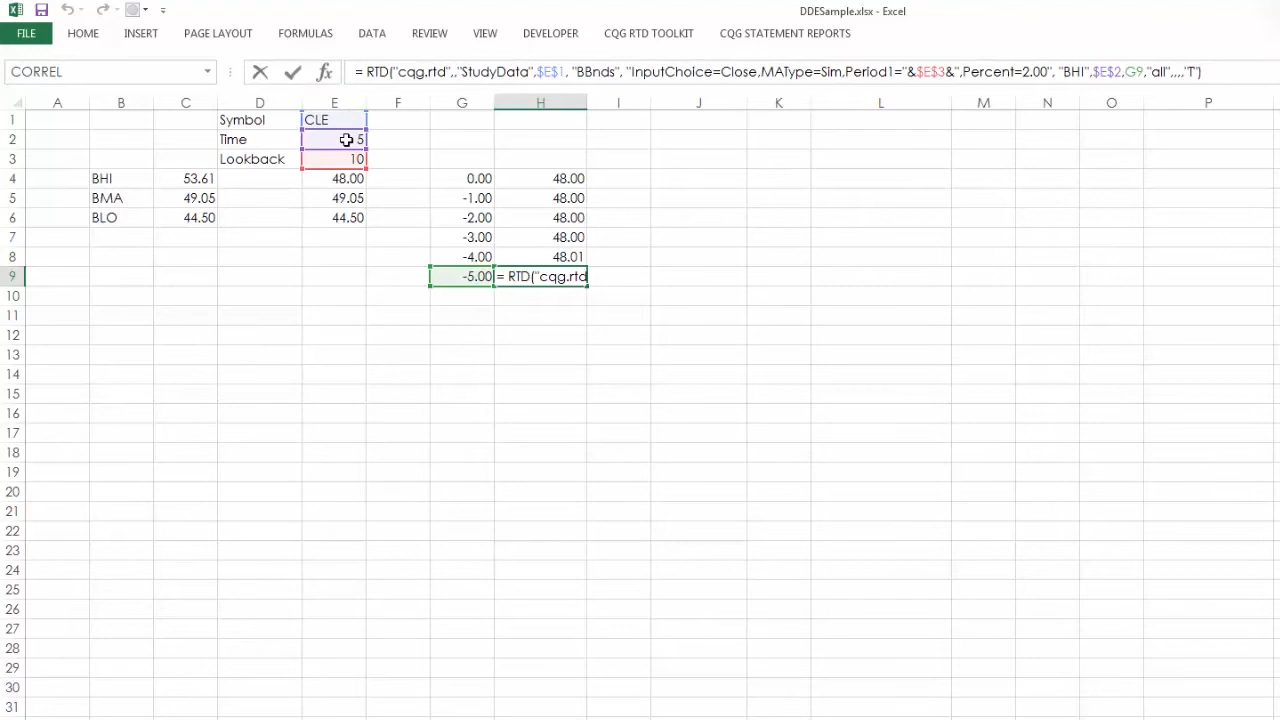 DDESample.xlsx - Excel
FILE HOME INSERT PAGE LAYOUT FORMULAS DATA REVIEW VIEW DEVELOPER CQG RTD TOOLKIT CQG STATEMENT REPORTS
CORREL fx = RTD("cqg.rtd",,"StudyData",$E$1, "BBnds", "InputChoice=Close,MAType=Sim,Period1="&$E$3&",Percent=2.00", "BHI",$E$2,G9,"all",,,,"T")
A B C D E F G H I J K L M N O P
1 Symbol CLE
2 Time 5
3 Lookback 10
4 BHI 53.61 48.00 0.00 48.00
5 BMA 49.05 49.05 -1.00 48.00
6 BLO 44.50 44.50 -2.00 48.00
7 -3.00 48.00
8 -4.00 48.01
9 -5.00 = RTD("cqg.rtd
10
11
12
13
14
15
16
17
18
19
20
21
22
23
24
25
26
27
28
29
30
31